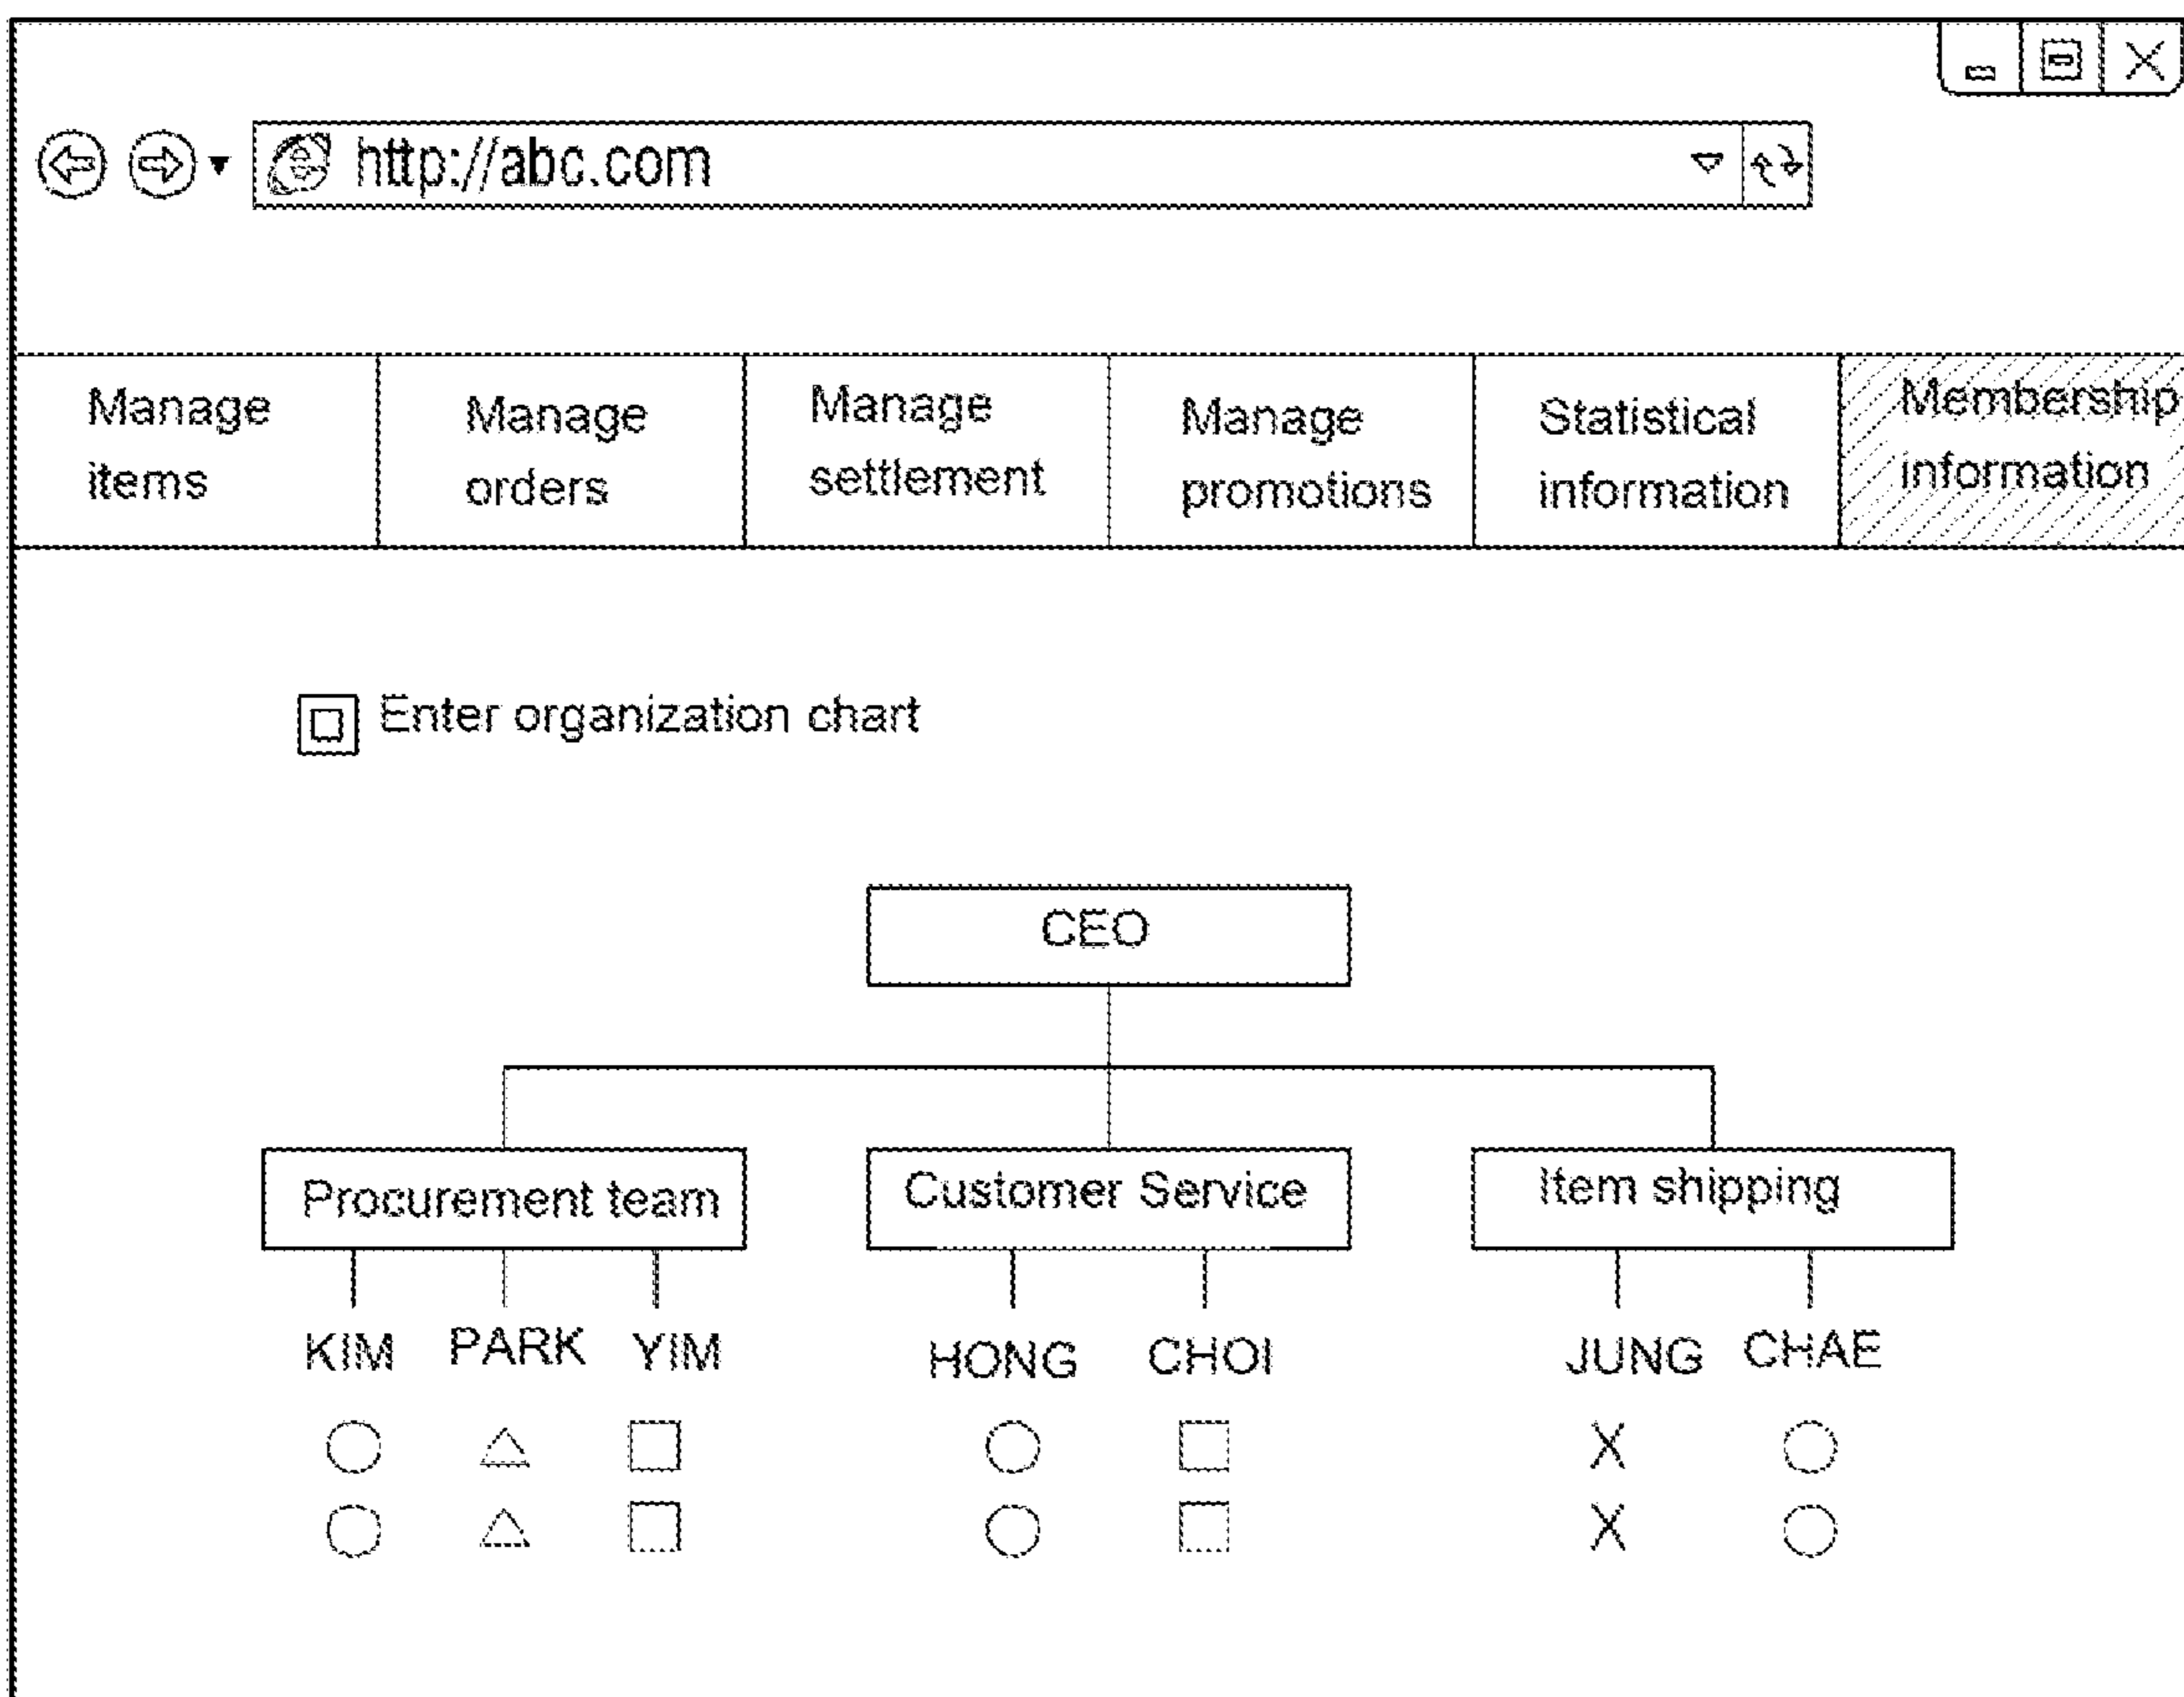 http://abc.com
Manage
items
Manage
orders
Manage
settlement
Manage
promotions
Statistical
information
Membership
information
Enter organization chart
CEO
Procurement team
Customer Service
Item shipping
KIM PARK YIM HONG CHOI JUNG CHAE
X
X